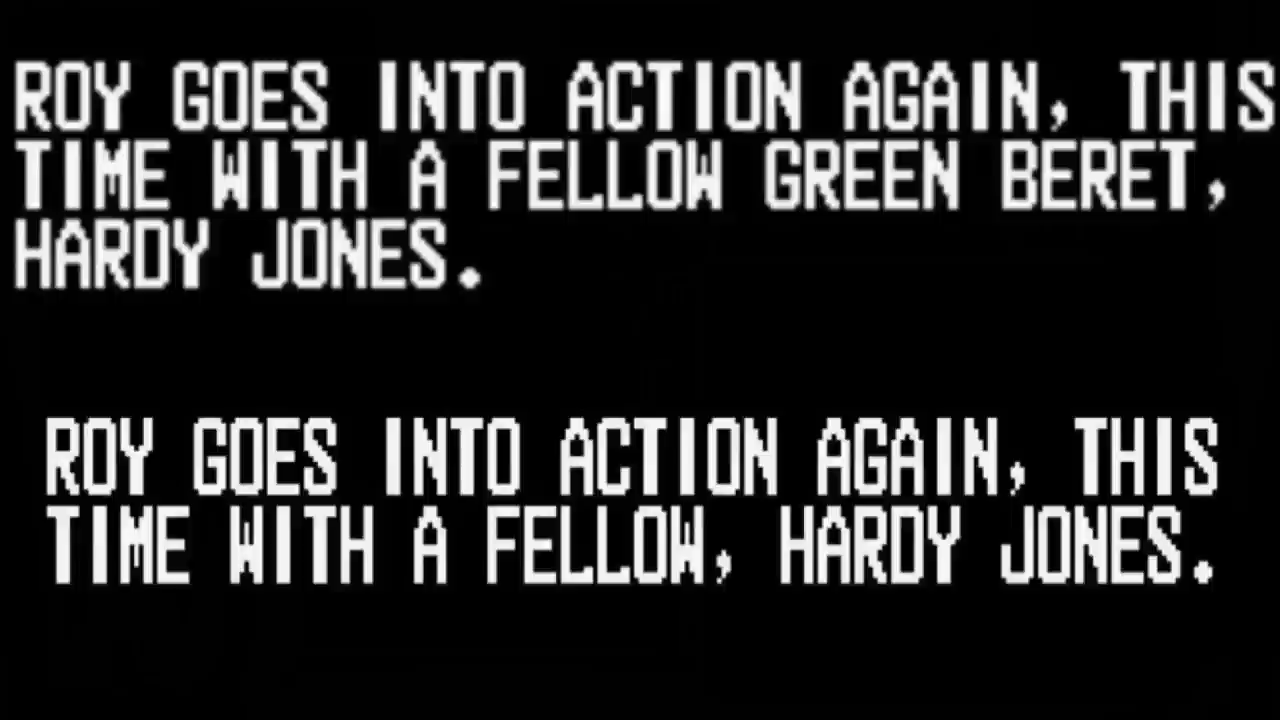 ROY GOES INTO ACTION AGAIN, THIS
TIME WITH A FELLOW GREEN BERET,
HARDY JONES.
ROY GOES INTO ACTION AGAIN, THIS
TIME WITH A FELLOW, HARDY JONES.